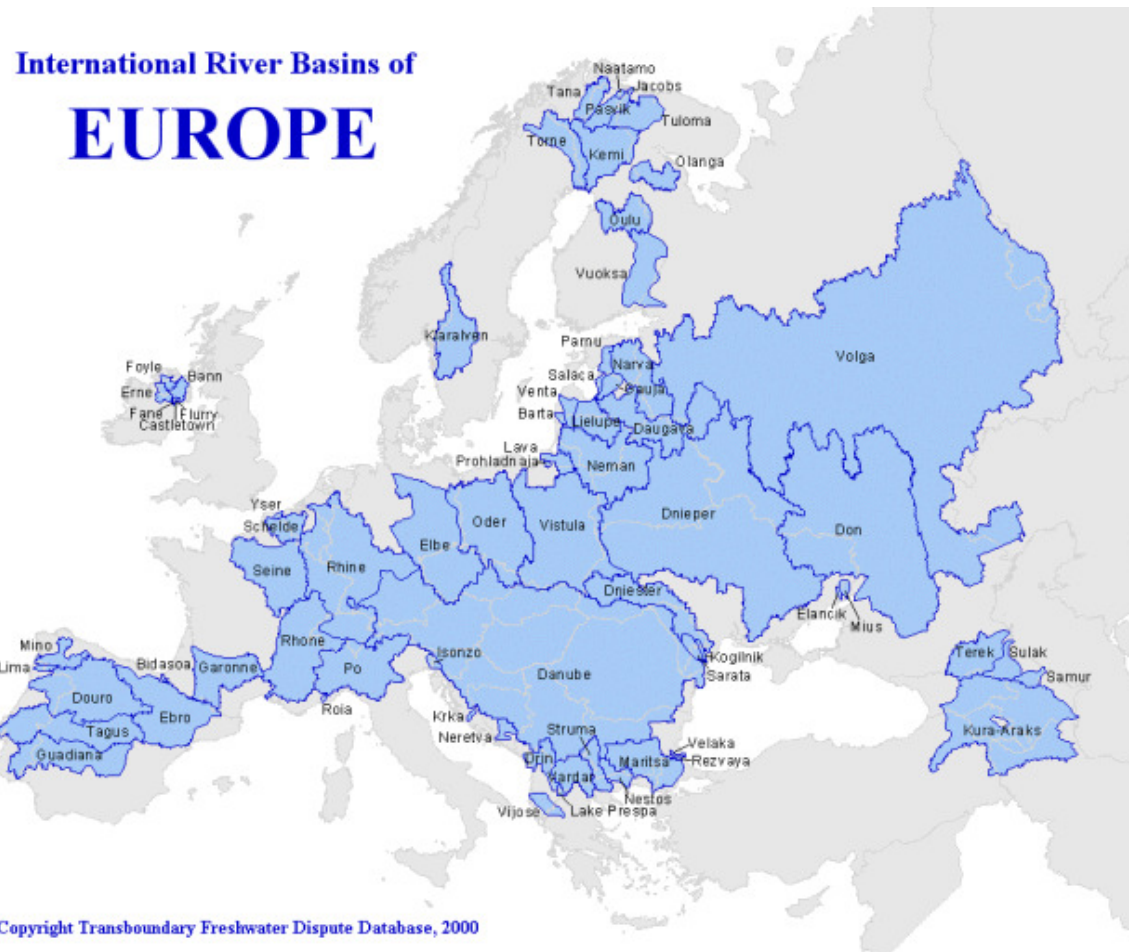 International River Basins of
EUROPE
Naatamo
Tana
Jacobs
Pasvik
Tuloma
Torne
Kemi
Olanga
Oulu
Vuoksa
Klaralven
Parnu
Narva
Volga
Salaca
Gauja
Venta
Barta
Lielupe
Daugava
Foyle
Bann
Erne
Fane
Flurry
Castletown
Lava
Prohladnaja
Neman
Yser
Schelde
Oder
Vistula
Dnieper
Don
Elbe
Seine
Rhine
Dniester
Elancik
Mius
Rhone
Mino
Lima
Bidasoa
Garonne
Isonzo
Kogilnik
Terek
Sulak
Po
Danube
Sarata
Samur
Douro
Ebro
Roia
Krka
Tagus
Struma
Kura-Araks
Neretva
Guadiana
Velaka
Drin
Maritsa
Rezvaya
Vardar
Nestos
Vijose
Lake Prespa
Copyright Transboundary Freshwater Dispute Database, 2000